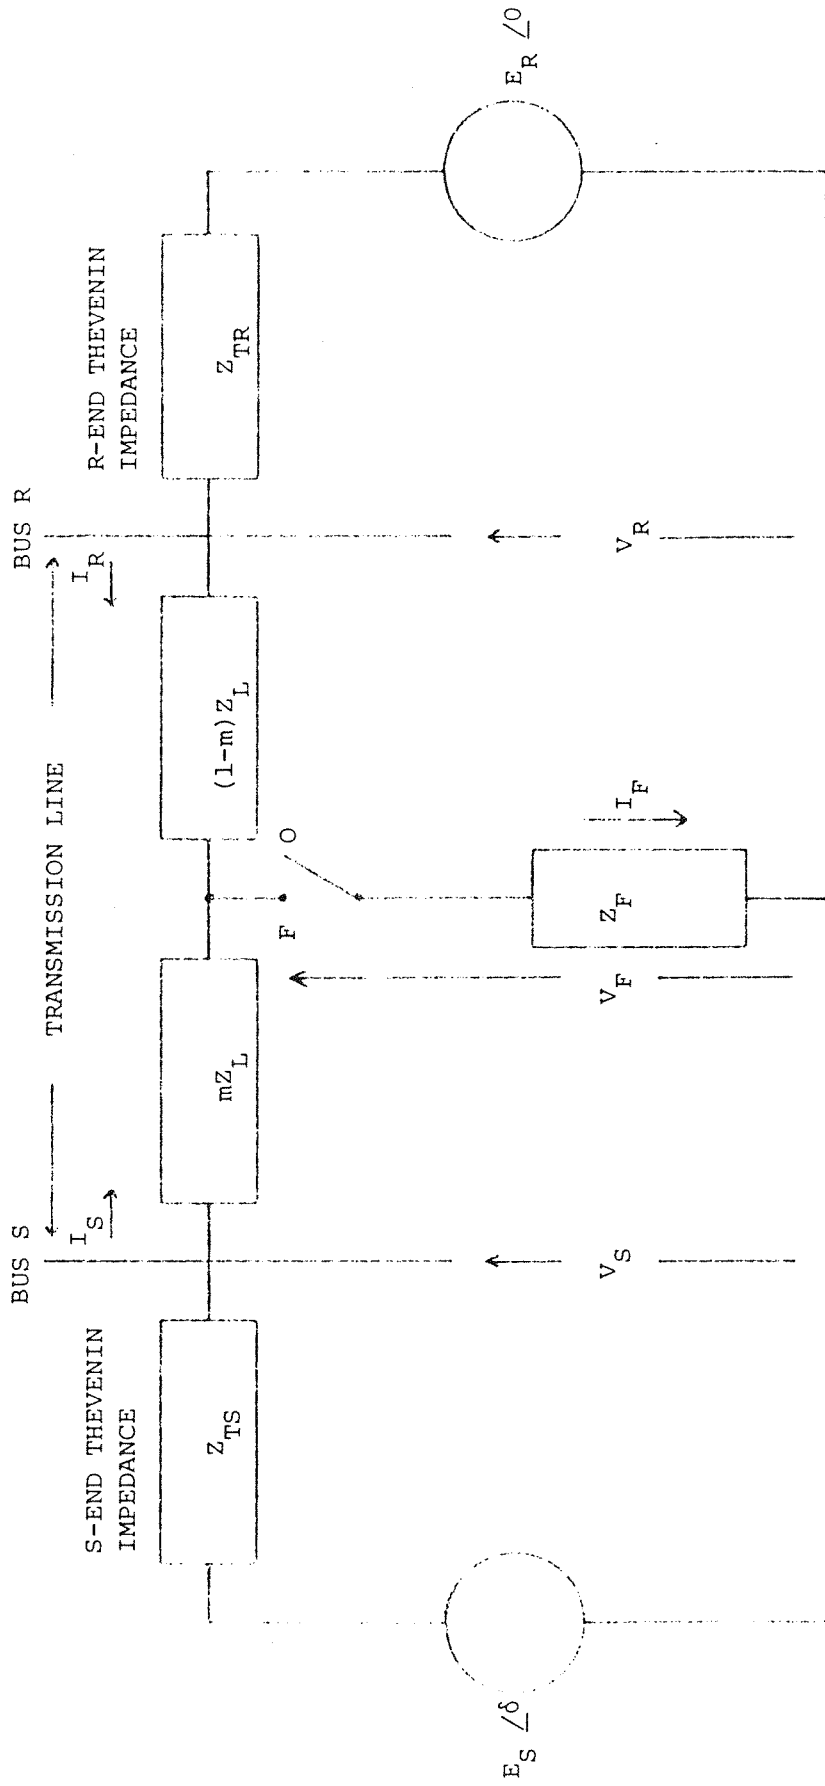 BUS S
BUS R
TRANSMISSION LINE
I_S
I_R
S-END THEVENIN
IMPEDANCE
R-END THEVENIN
IMPEDANCE
Z_TS
mZ_L
(1-m)Z_L
Z_TR
F
O
E_S /δ
V_S
V_F
Z_F
I_F
V_R
E_R /0